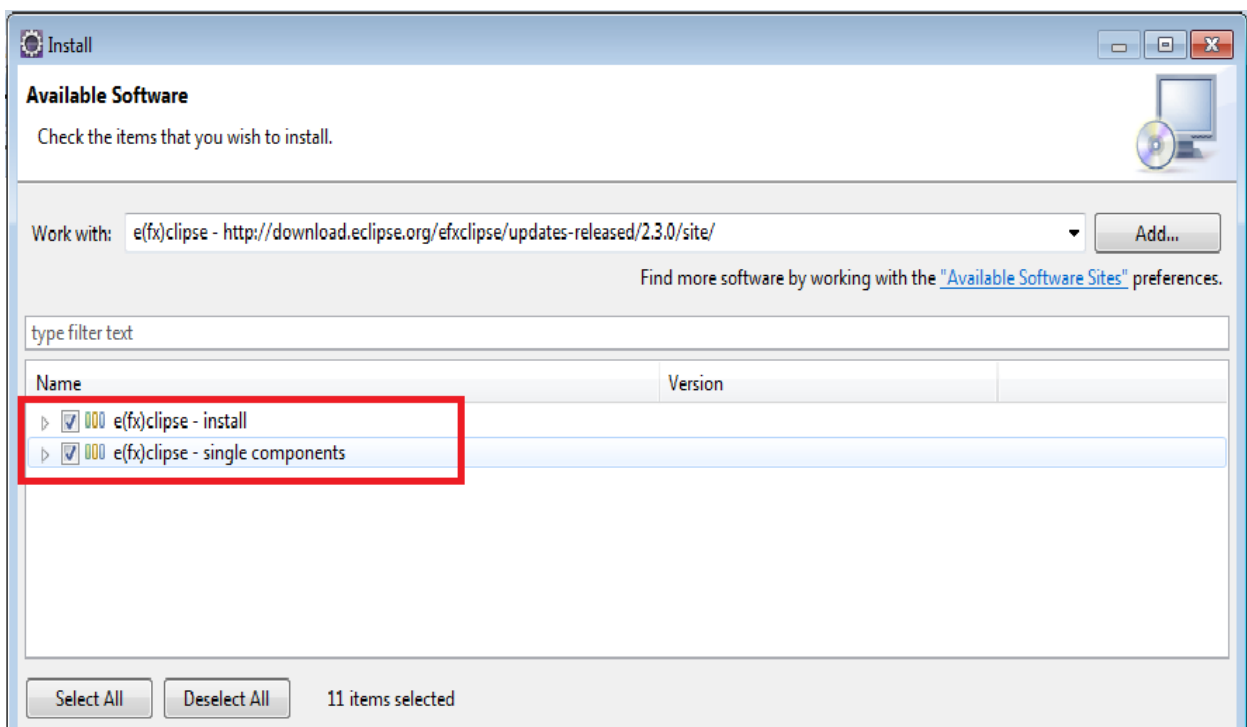 Install
Available Software
Check the items that you wish to install.
Work with: e(fx)clipse - http://download.eclipse.org/efxclipse/updates-released/2.3.0/site/ Add...
Find more software by working with the "Available Software Sites" preferences.
type filter text
Name Version
e(fx)clipse - install
e(fx)clipse - single components
Select All Deselect All 11 items selected